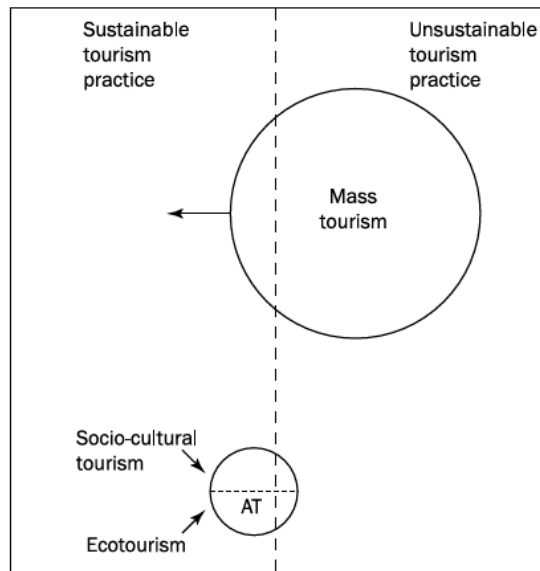 Sustainable
tourism
practice
Unsustainable
tourism
practice
Mass
tourism
Socio-cultural
tourism
AT
Ecotourism